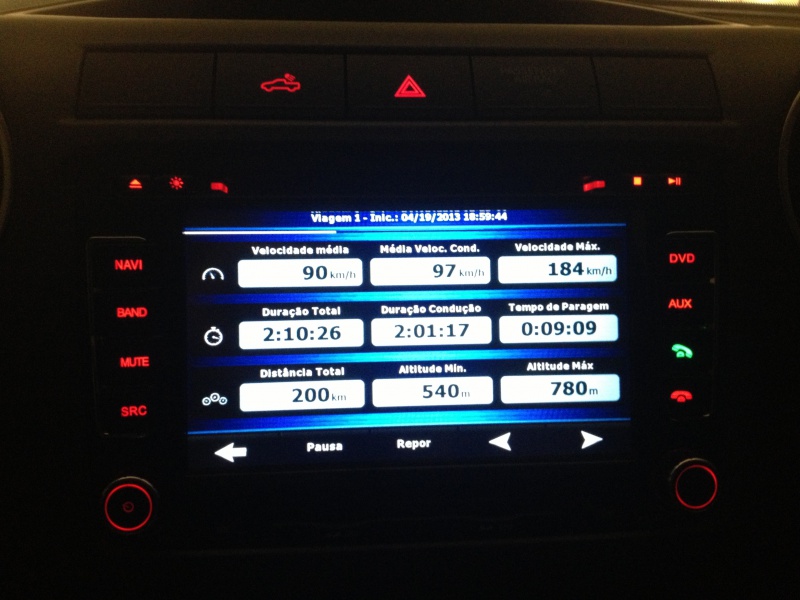 Viagem 1 - Inic.: 04/19/2013 18:59:44
NAVI
BAND
MUTE
SRC
Velocidade média Média Veloc. Cond. Velocidade Máx.
90 km/h 97 km/h 184 km/h
Duração Total Duração Condução Tempo de Paragem
2:10:26 2:01:17 0:09:09
Distância Total Altitude Min. Altitude Máx
200 km 540 m 780 m
Pausa Repor
DVD
AUX